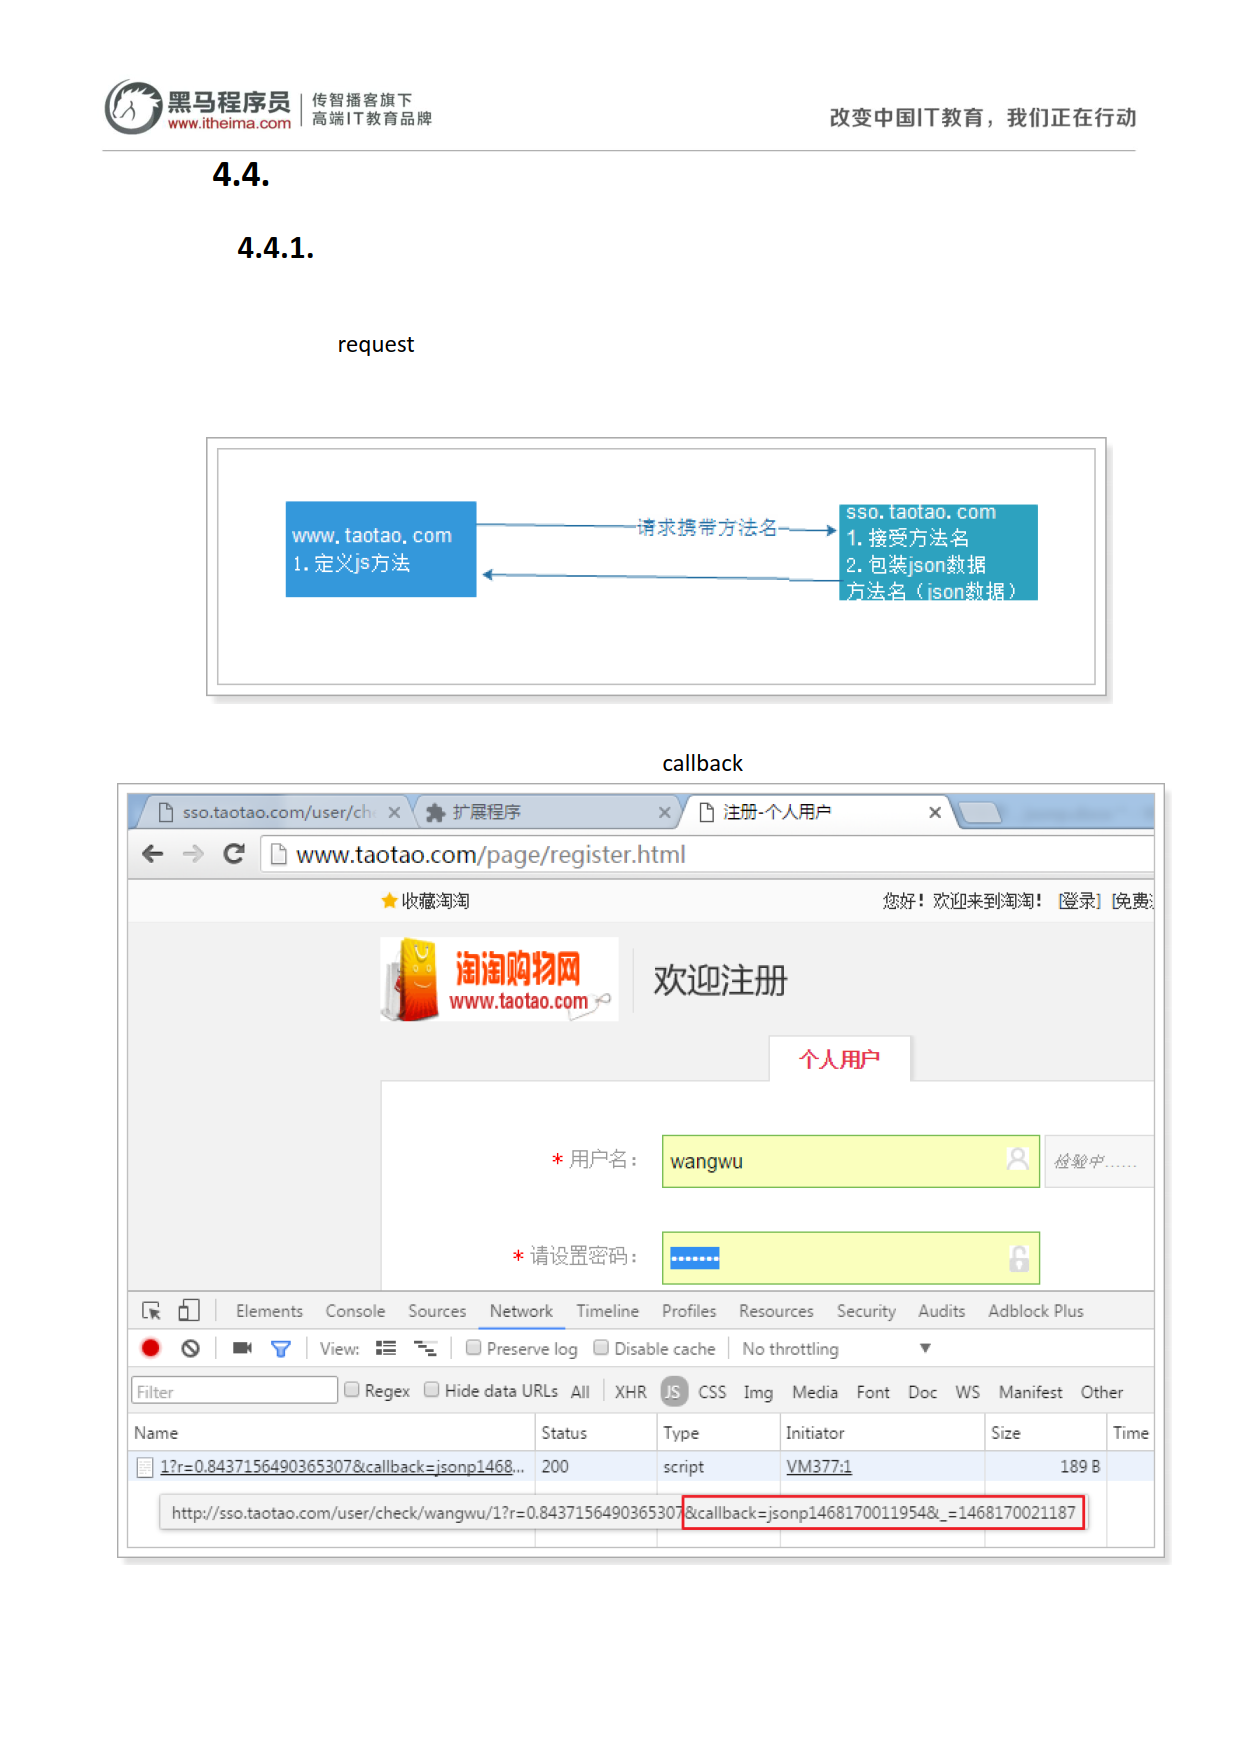 黑马程序员
www.itheima.com
传智播客旗下
高端IT教育品牌
改变中国IT教育，我们正在行动
4.4.
4.4.1.
request
www.taotao.com
1.定义js方法
请求携带方法名
sso.taotao.com
1.接受方法名
2.包装json数据
方法名（json数据）
callback
sso.taotao.com/user/ch
扩展程序
注册-个人用户
www.taotao.com/page/register.html
收藏淘淘
您好！欢迎来到淘淘！ [登录] [免费
淘淘购物网
www.taotao.com
欢迎注册
个人用户
* 用户名：
wangwu
检验中......
* 请设置密码：
Elements Console Sources Network Timeline Profiles Resources Security Audits Adblock Plus
View: Preserve log Disable cache No throttling
Filter Regex Hide data URLs All XHR JS CSS Img Media Font Doc WS Manifest Other
Name Status Type Initiator Size Time
1?r=0.8437156490365307&callback=jsonp1468... 200 script VM377:1 189 B
http://sso.taotao.com/user/check/wangwu/1?r=0.8437156490365307&callback=jsonp1468170011954&_=1468170021187